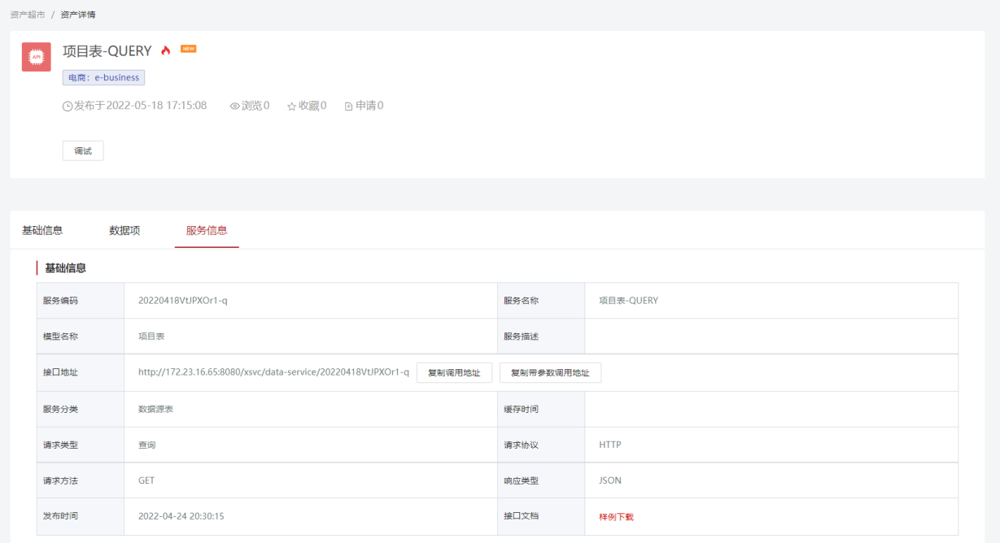 资产超市 / 资产详情
API
项目表-QUERY NEW
电商：e-business
发布于2022-05-18 17:15:08 浏览0 收藏0 申请0
调试
基础信息 数据项 服务信息
基础信息
服务编码 20220418VtJPXOr1-q 服务名称 项目表-QUERY
模型名称 项目表 服务描述
接口地址 http://172.23.16.65:8080/xsvc/data-service/20220418VtJPXOr1-q 复制调用地址 复制带参数调用地址
服务分类 数据源表 缓存时间
请求类型 查询 请求协议 HTTP
请求方法 GET 响应类型 JSON
发布时间 2022-04-24 20:30:15 接口文档 样例下载